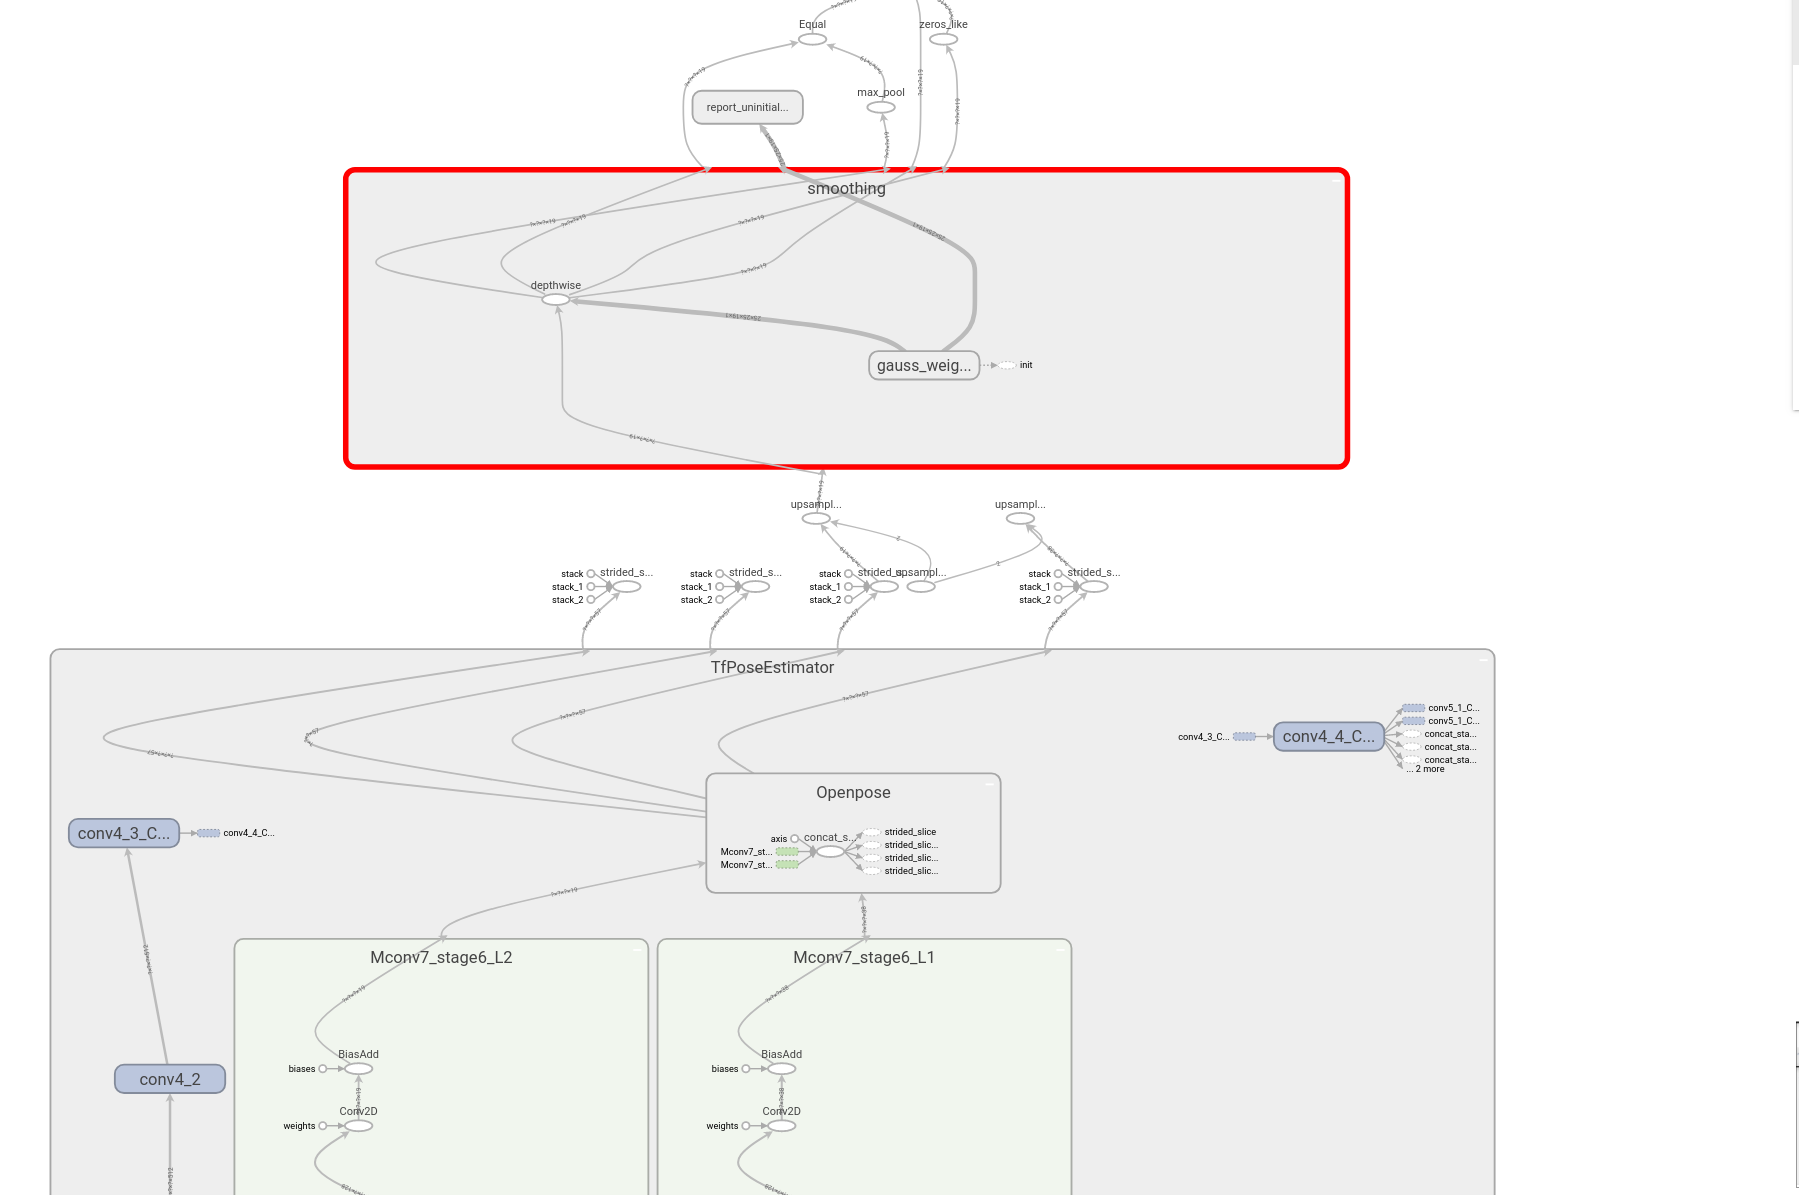 Equal
zeros_like
max_pool
report_uninitial...
smoothing
depthwise
gauss_weig...
init
upsampl...
upsampl...
stack
strided_s...
stack_1
stack_2
stack
strided_s...
stack_1
stack_2
stack
strided_s...
upsampl...
stack_1
stack_2
stack
strided_s...
stack_1
stack_2
TfPoseEstimator
conv4_3_C...
conv4_4_C...
conv5_1_C...
conv5_1_C...
concat_sta...
concat_sta...
concat_sta...
... 2 more
Openpose
axis
concat_s...
Mconv7_st...
Mconv7_st...
strided_slice
strided_slic...
strided_slic...
strided_slic...
conv4_3_C...
conv4_4_C...
Mconv7_stage6_L2
Mconv7_stage6_L1
BiasAdd
biases
BiasAdd
biases
conv4_2
Conv2D
weights
Conv2D
weights